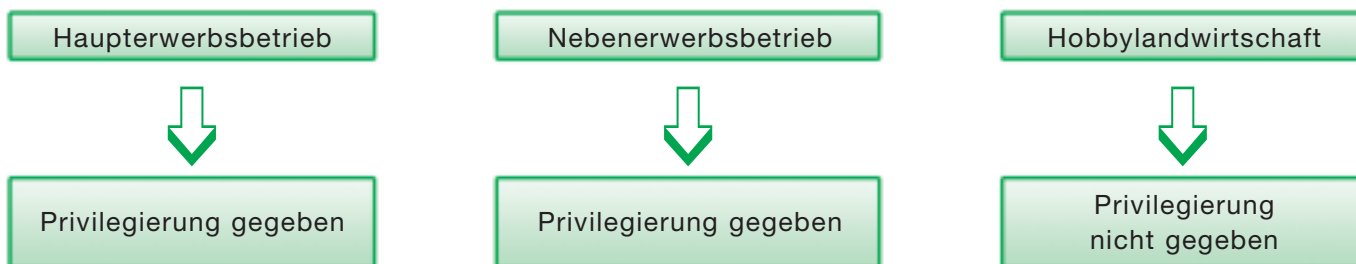 Haupterwerbsbetrieb
Nebenerwerbsbetrieb
Hobbylandwirtschaft
Privilegierung gegeben
Privilegierung gegeben
Privilegierung
nicht gegeben